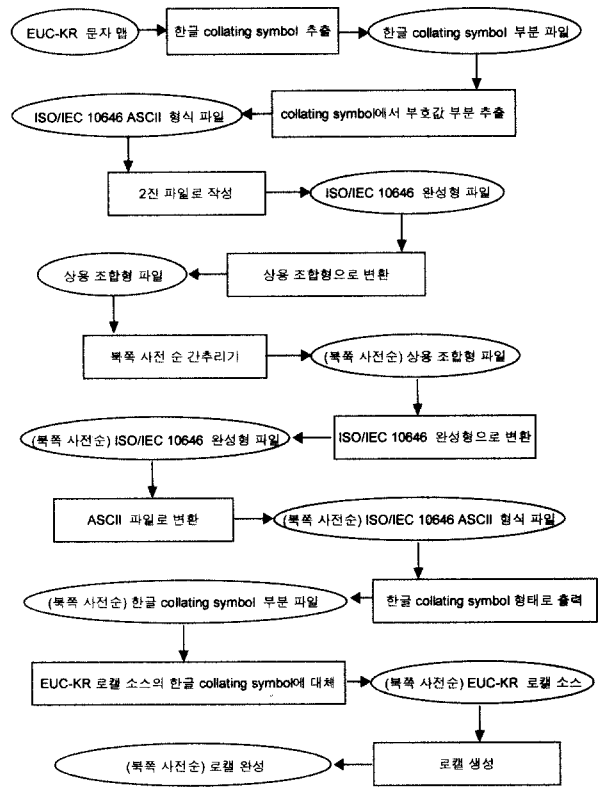 EUC-KR 문자 맵
한글 collating symbol 추출
한글 collating symbol 부분 파일
collating symbol에서 부호값 부분 추출
ISO/IEC 10646 ASCII 형식 파일
2진 파일로 작성
ISO/IEC 10646 완성형 파일
상용 조합형으로 변환
상용 조합형 파일
북쪽 사전 순 간추리기
(북쪽 사전순) 상용 조합형 파일
ISO/IEC 10646 완성형으로 변환
(북쪽 사전순) ISO/IEC 10646 완성형 파일
ASCII 파일로 변환
(북쪽 사전순) ISO/IEC 10646 ASCII 형식 파일
한글 collating symbol 형태로 출력
(북쪽 사전순) 한글 collating symbol 부분 파일
EUC-KR 로캘 소스의 한글 collating symbol에 대체
(북쪽 사전순) EUC-KR 로캘 소스
로캘 생성
(북쪽 사전순) 로캘 완성